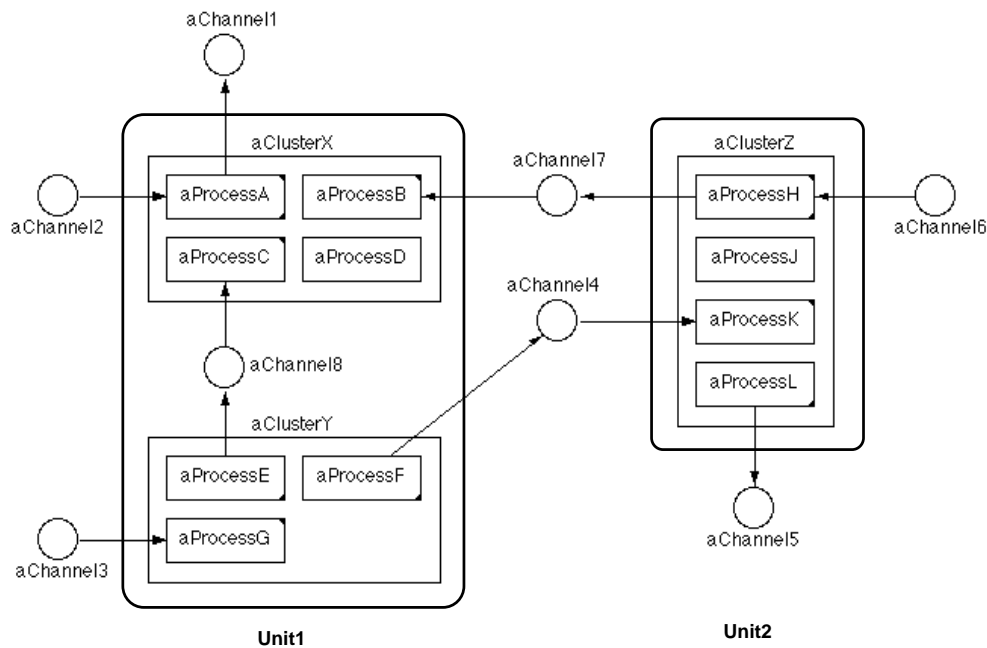 aChannel1
aClusterX
aChannel7
aClusterZ
aProcessA
aProcessB
aProcessH
aChannel2
aChannel6
aProcessC
aProcessD
aProcessJ
aChannel4
aProcessK
aChannel8
aProcessL
aClusterY
aProcessE
aProcessF
aProcessG
aChannel5
aChannel3
Unit1
Unit2